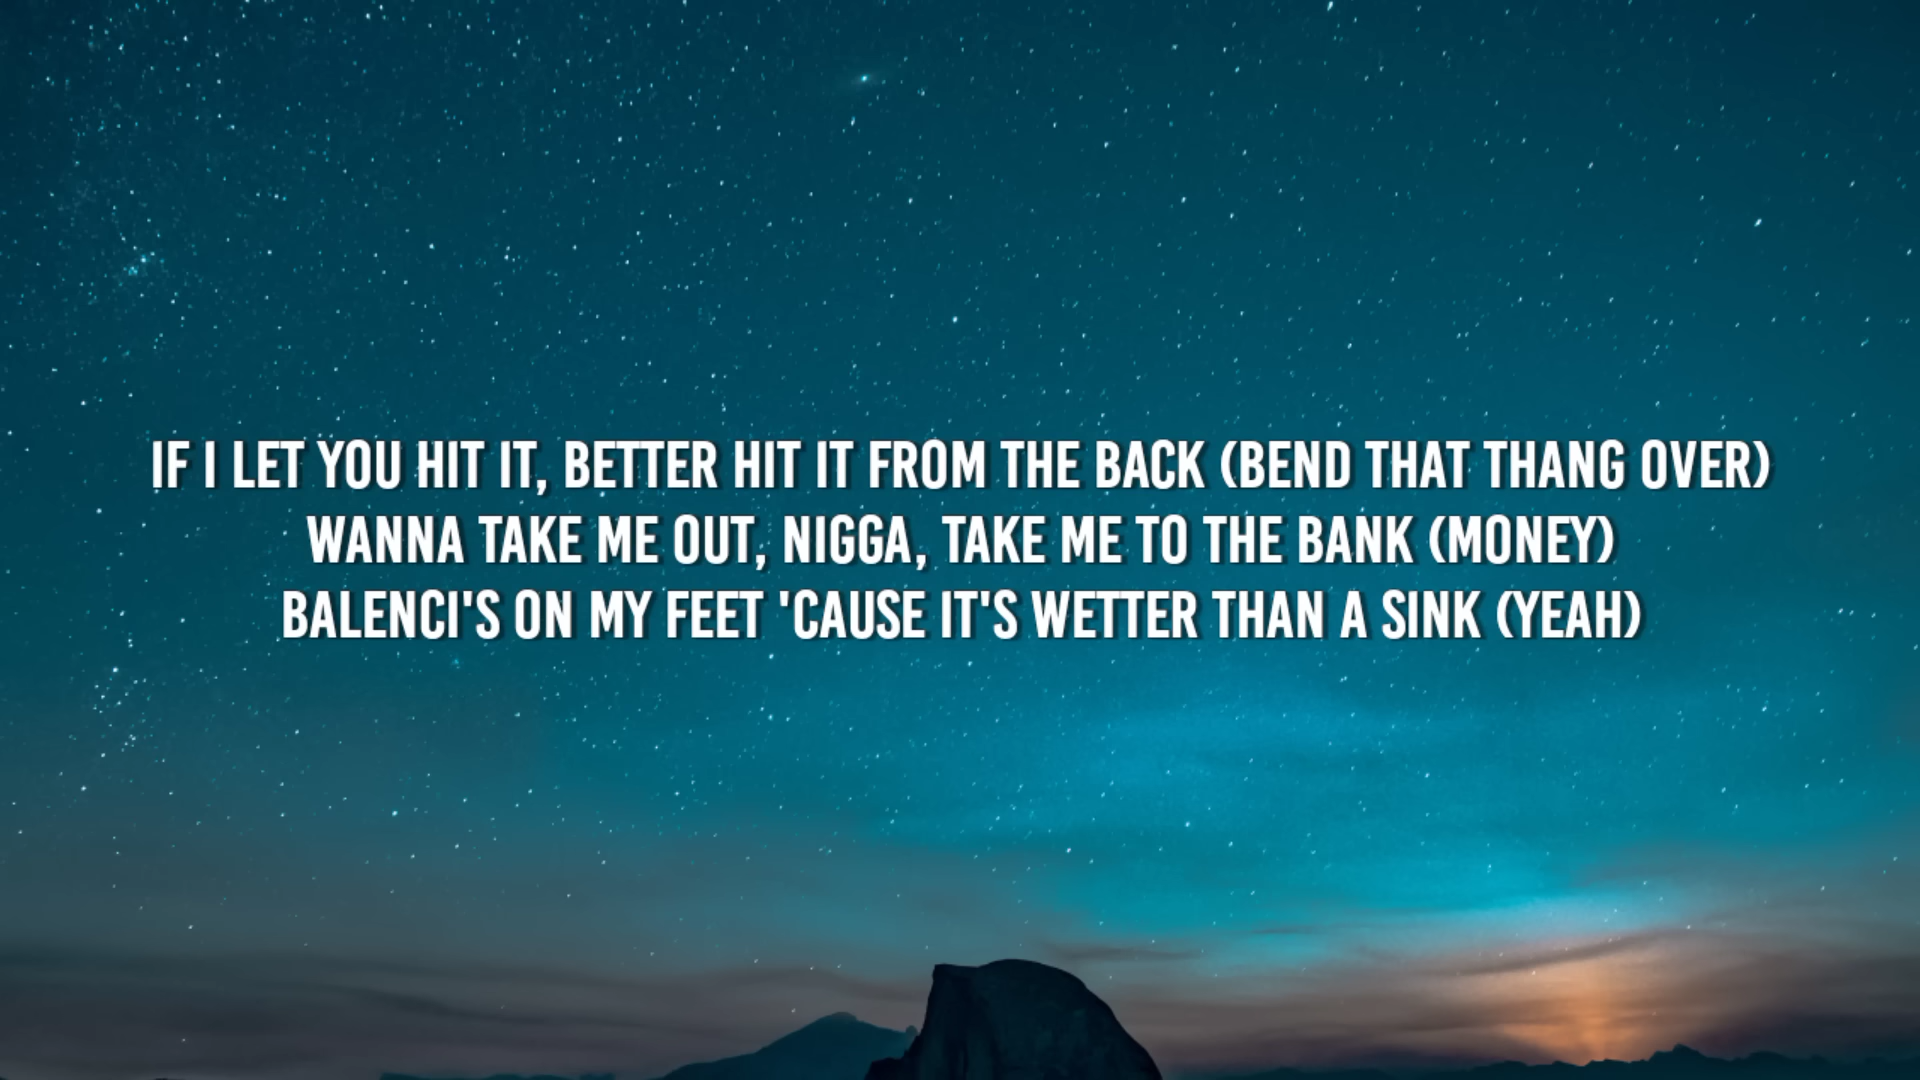 IF I LET YOU HIT IT, BETTER HIT IT FROM THE BACK (BEND THAT THANG OVER)
WANNA TAKE ME OUT, NIGGA, TAKE ME TO THE BANK (MONEY)
BALENCI'S ON MY FEET 'CAUSE IT'S WETTER THAN A SINK (YEAH)